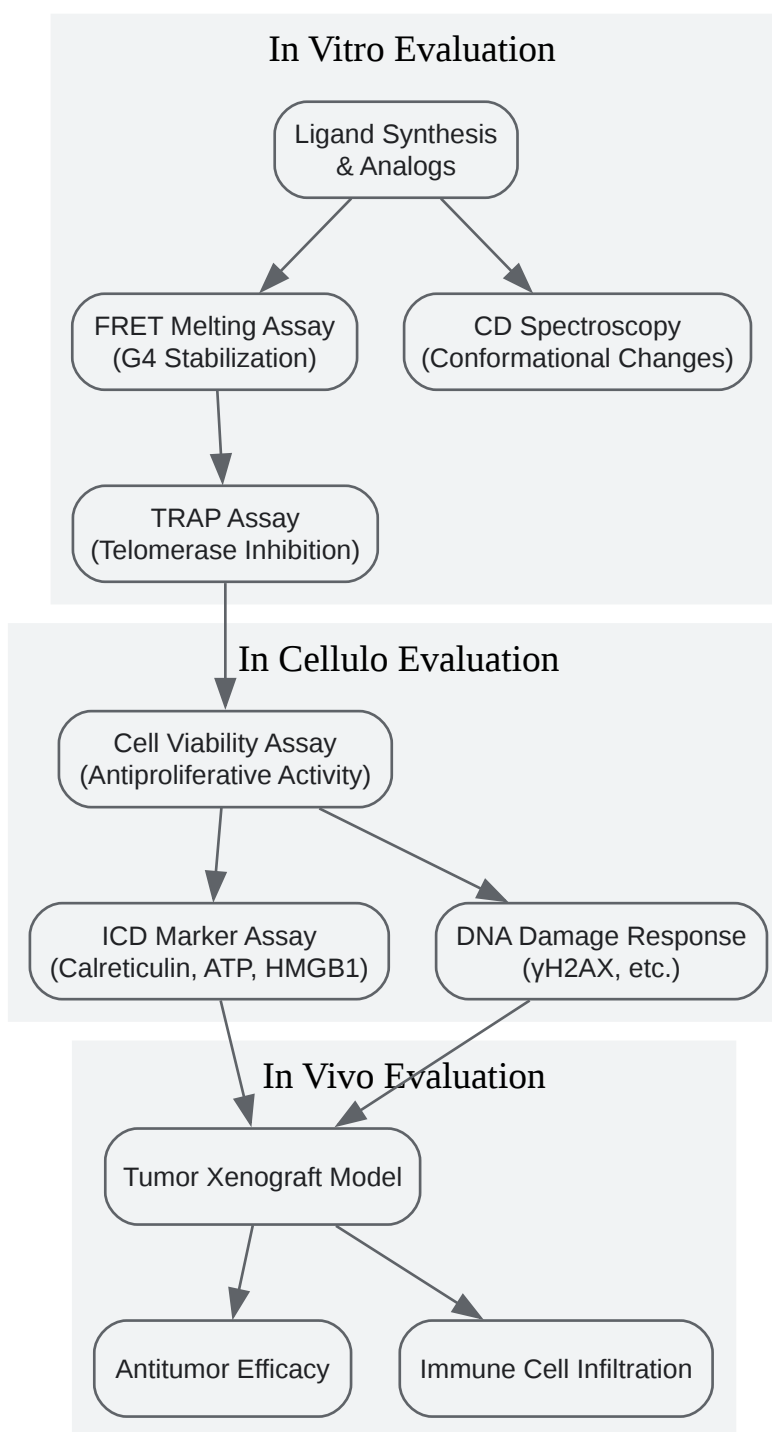 In Vitro Evaluation
Ligand Synthesis
& Analogs
FRET Melting Assay
(G4 Stabilization)
CD Spectroscopy
(Conformational Changes)
TRAP Assay
(Telomerase Inhibition)
In Cellulo Evaluation
Cell Viability Assay
(Antiproliferative Activity)
ICD Marker Assay
(Calreticulin, ATP, HMGB1)
DNA Damage Response
(γH2AX, etc.)
In Vivo Evaluation
Tumor Xenograft Model
Antitumor Efficacy
Immune Cell Infiltration